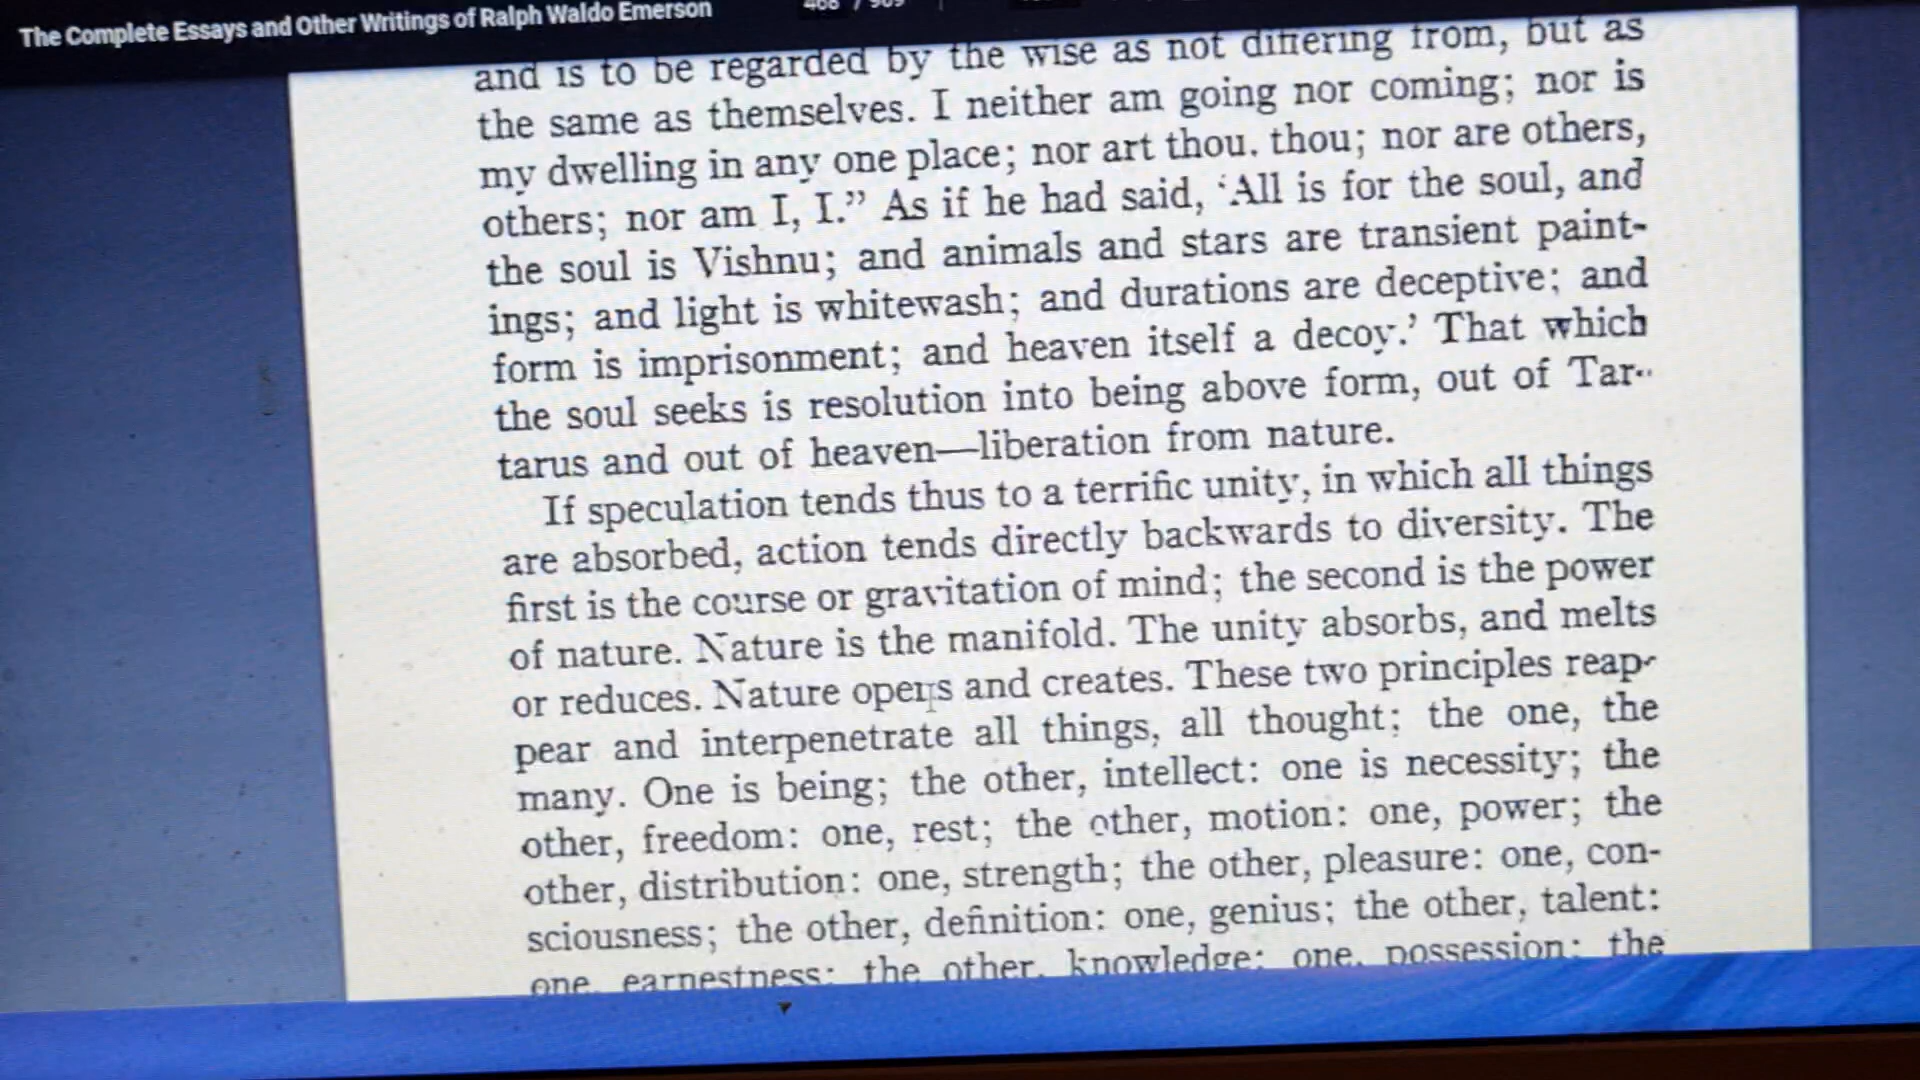 The Complete Essays and Other Writings of Ralph Waldo Emerson
and is to be regarded by the wise as not differing from, but as
the same as themselves. I neither am going nor coming; nor is
my dwelling in any one place; nor art thou. thou; nor are others,
others; nor am I, I.” As if he had said, ‘All is for the soul, and
the soul is Vishnu; and animals and stars are transient paint-
ings; and light is whitewash; and durations are deceptive; and
form is imprisonment; and heaven itself a decoy.’ That which
the soul seeks is resolution into being above form, out of Tar-
tarus and out of heaven—liberation from nature.
If speculation tends thus to a terrific unity, in which all things
are absorbed, action tends directly backwards to diversity. The
first is the course or gravitation of mind; the second is the power
of nature. Nature is the manifold. The unity absorbs, and melts
or reduces. Nature opens and creates. These two principles reap-
pear and interpenetrate all things, all thought; the one, the
many. One is being; the other, intellect: one is necessity; the
other, freedom: one, rest; the other, motion: one, power; the
other, distribution: one, strength; the other, pleasure: one, con-
sciousness; the other, definition: one, genius; the other, talent:
one, earnestness; the other, knowledge; one, possession; the